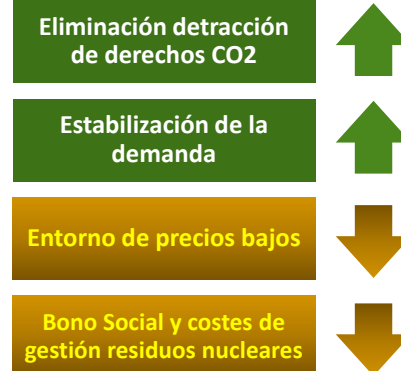 Eliminación detracción
de derechos CO2
Estabilización de la
demanda
Entorno de precios bajos
Bono Social y costes de
gestión residuos nucleares